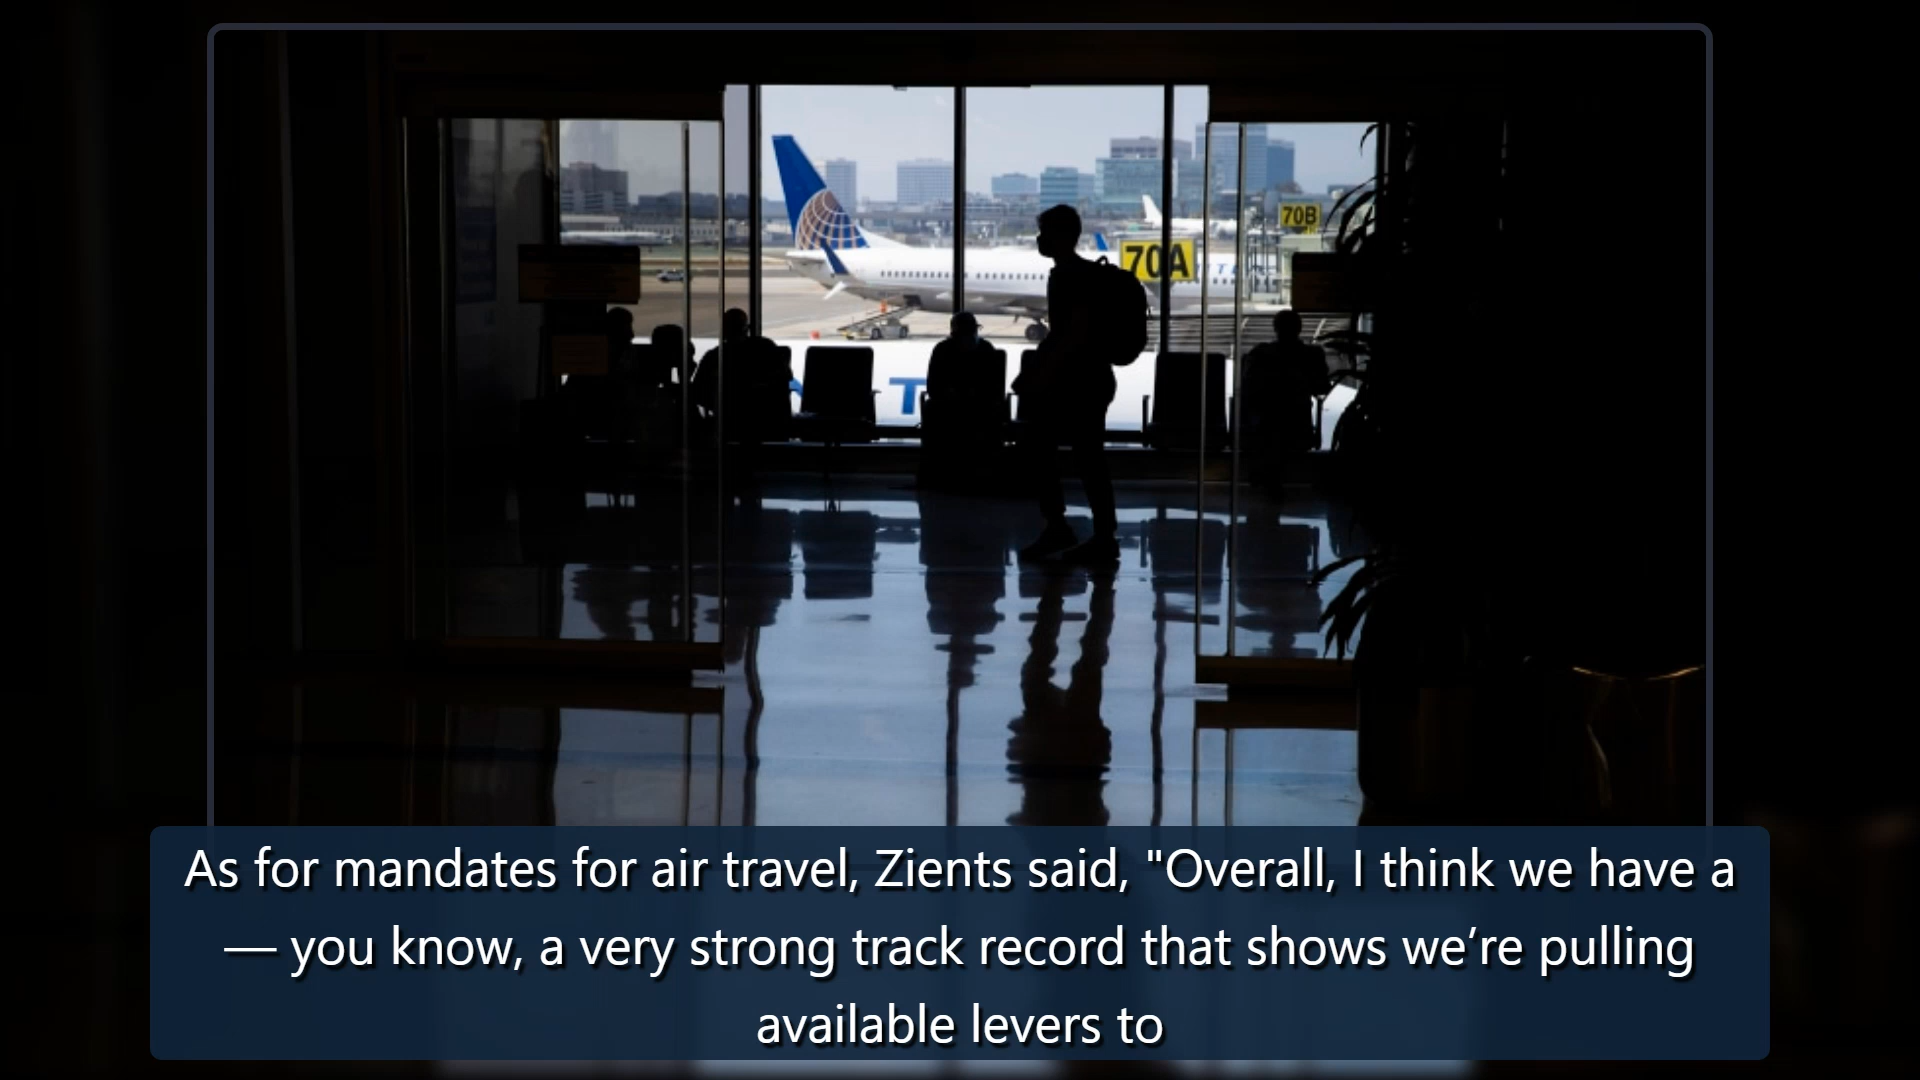 70B
70A
T
As for mandates for air travel, Zients said, "Overall, I think we have a
— you know, a very strong track record that shows we’re pulling
available levers to